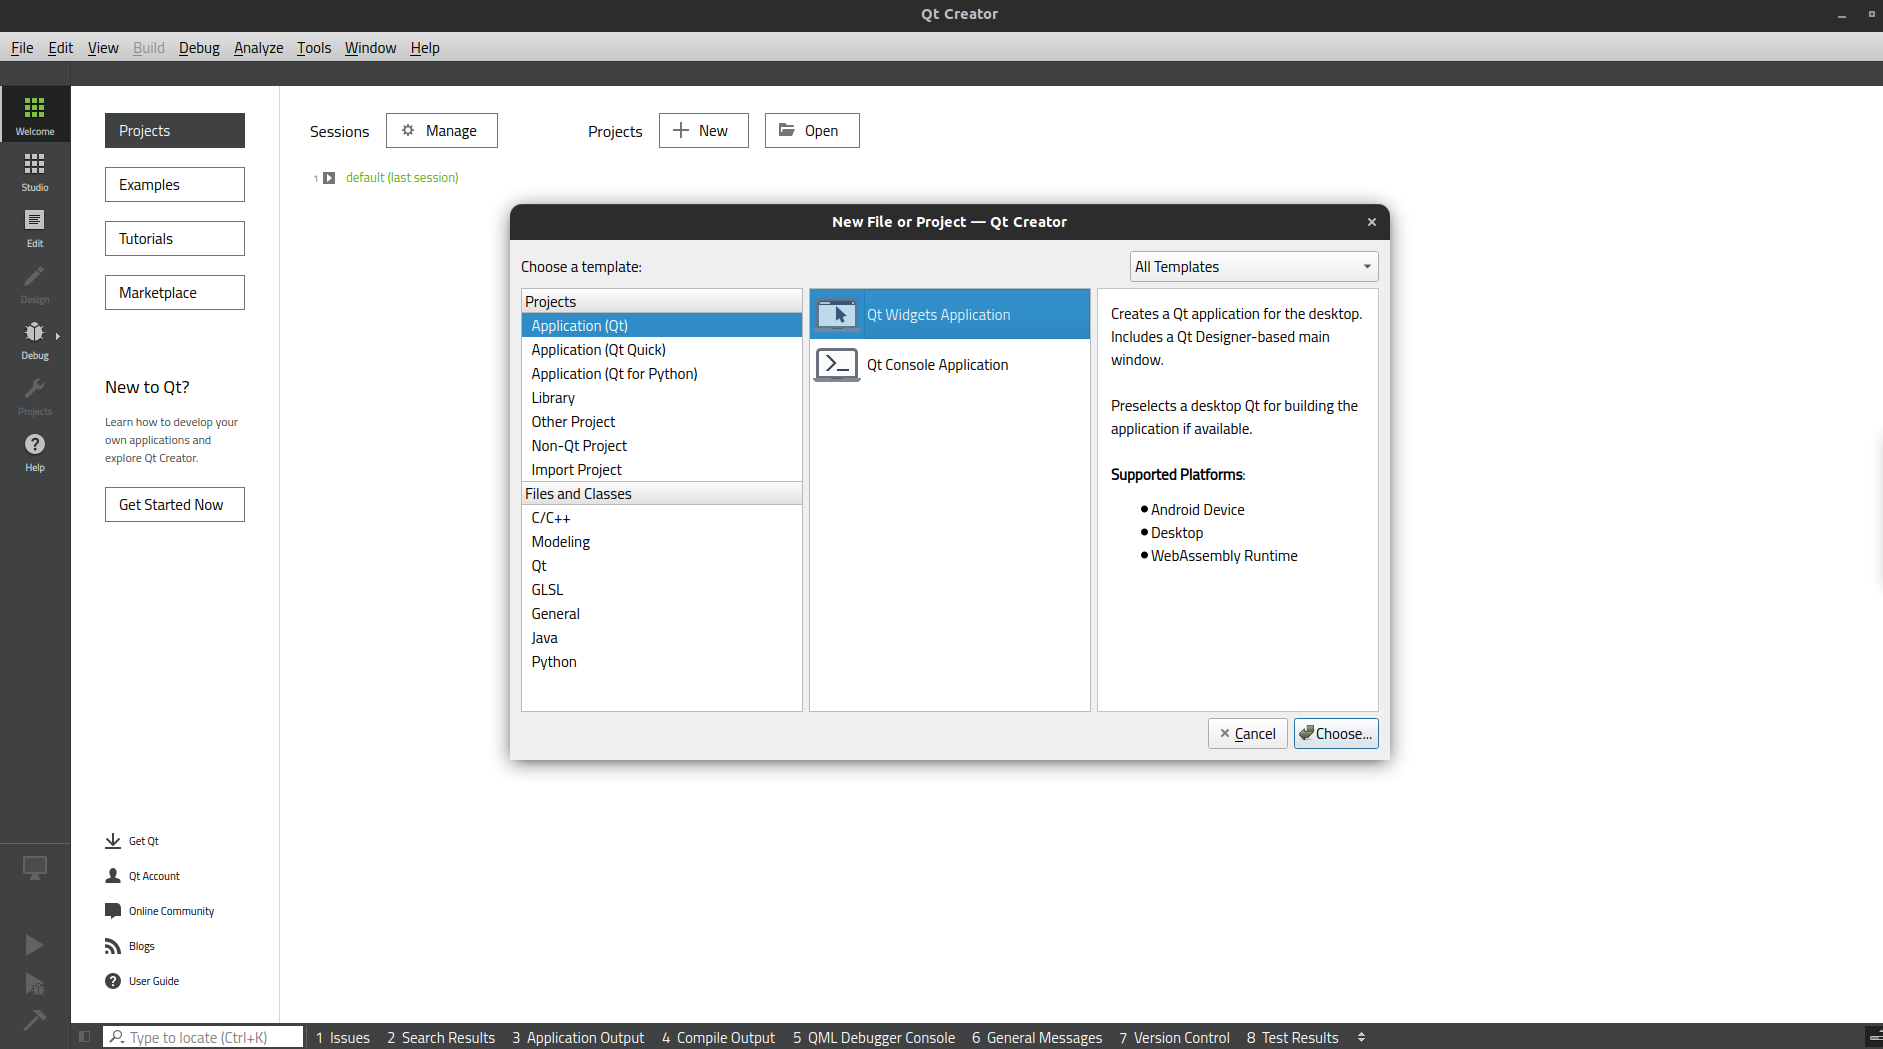 Qt Creator
File Edit View Build Debug Analyze Tools Window Help
Welcome
Studio
Edit
Design
Debug
Projects
Help
Projects
Examples
Tutorials
Marketplace
New to Qt?
Learn how to develop your
own applications and
explore Qt Creator.
Get Started Now
Get Qt
Qt Account
Online Community
Blogs
User Guide
Sessions Manage Projects New Open
1 default (last session)
New File or Project — Qt Creator
Choose a template: All Templates
Projects
Application (Qt)
Application (Qt Quick)
Application (Qt for Python)
Library
Other Project
Non-Qt Project
Import Project
Files and Classes
C/C++
Modeling
Qt
GLSL
General
Java
Python
Qt Widgets Application
Qt Console Application
Creates a Qt application for the desktop.
Includes a Qt Designer-based main
window.
Preselects a desktop Qt for building the
application if available.
Supported Platforms:
Android Device
Desktop
WebAssembly Runtime
Cancel Choose...
Type to locate (Ctrl+K) 1 Issues 2 Search Results 3 Application Output 4 Compile Output 5 QML Debugger Console 6 General Messages 7 Version Control 8 Test Results